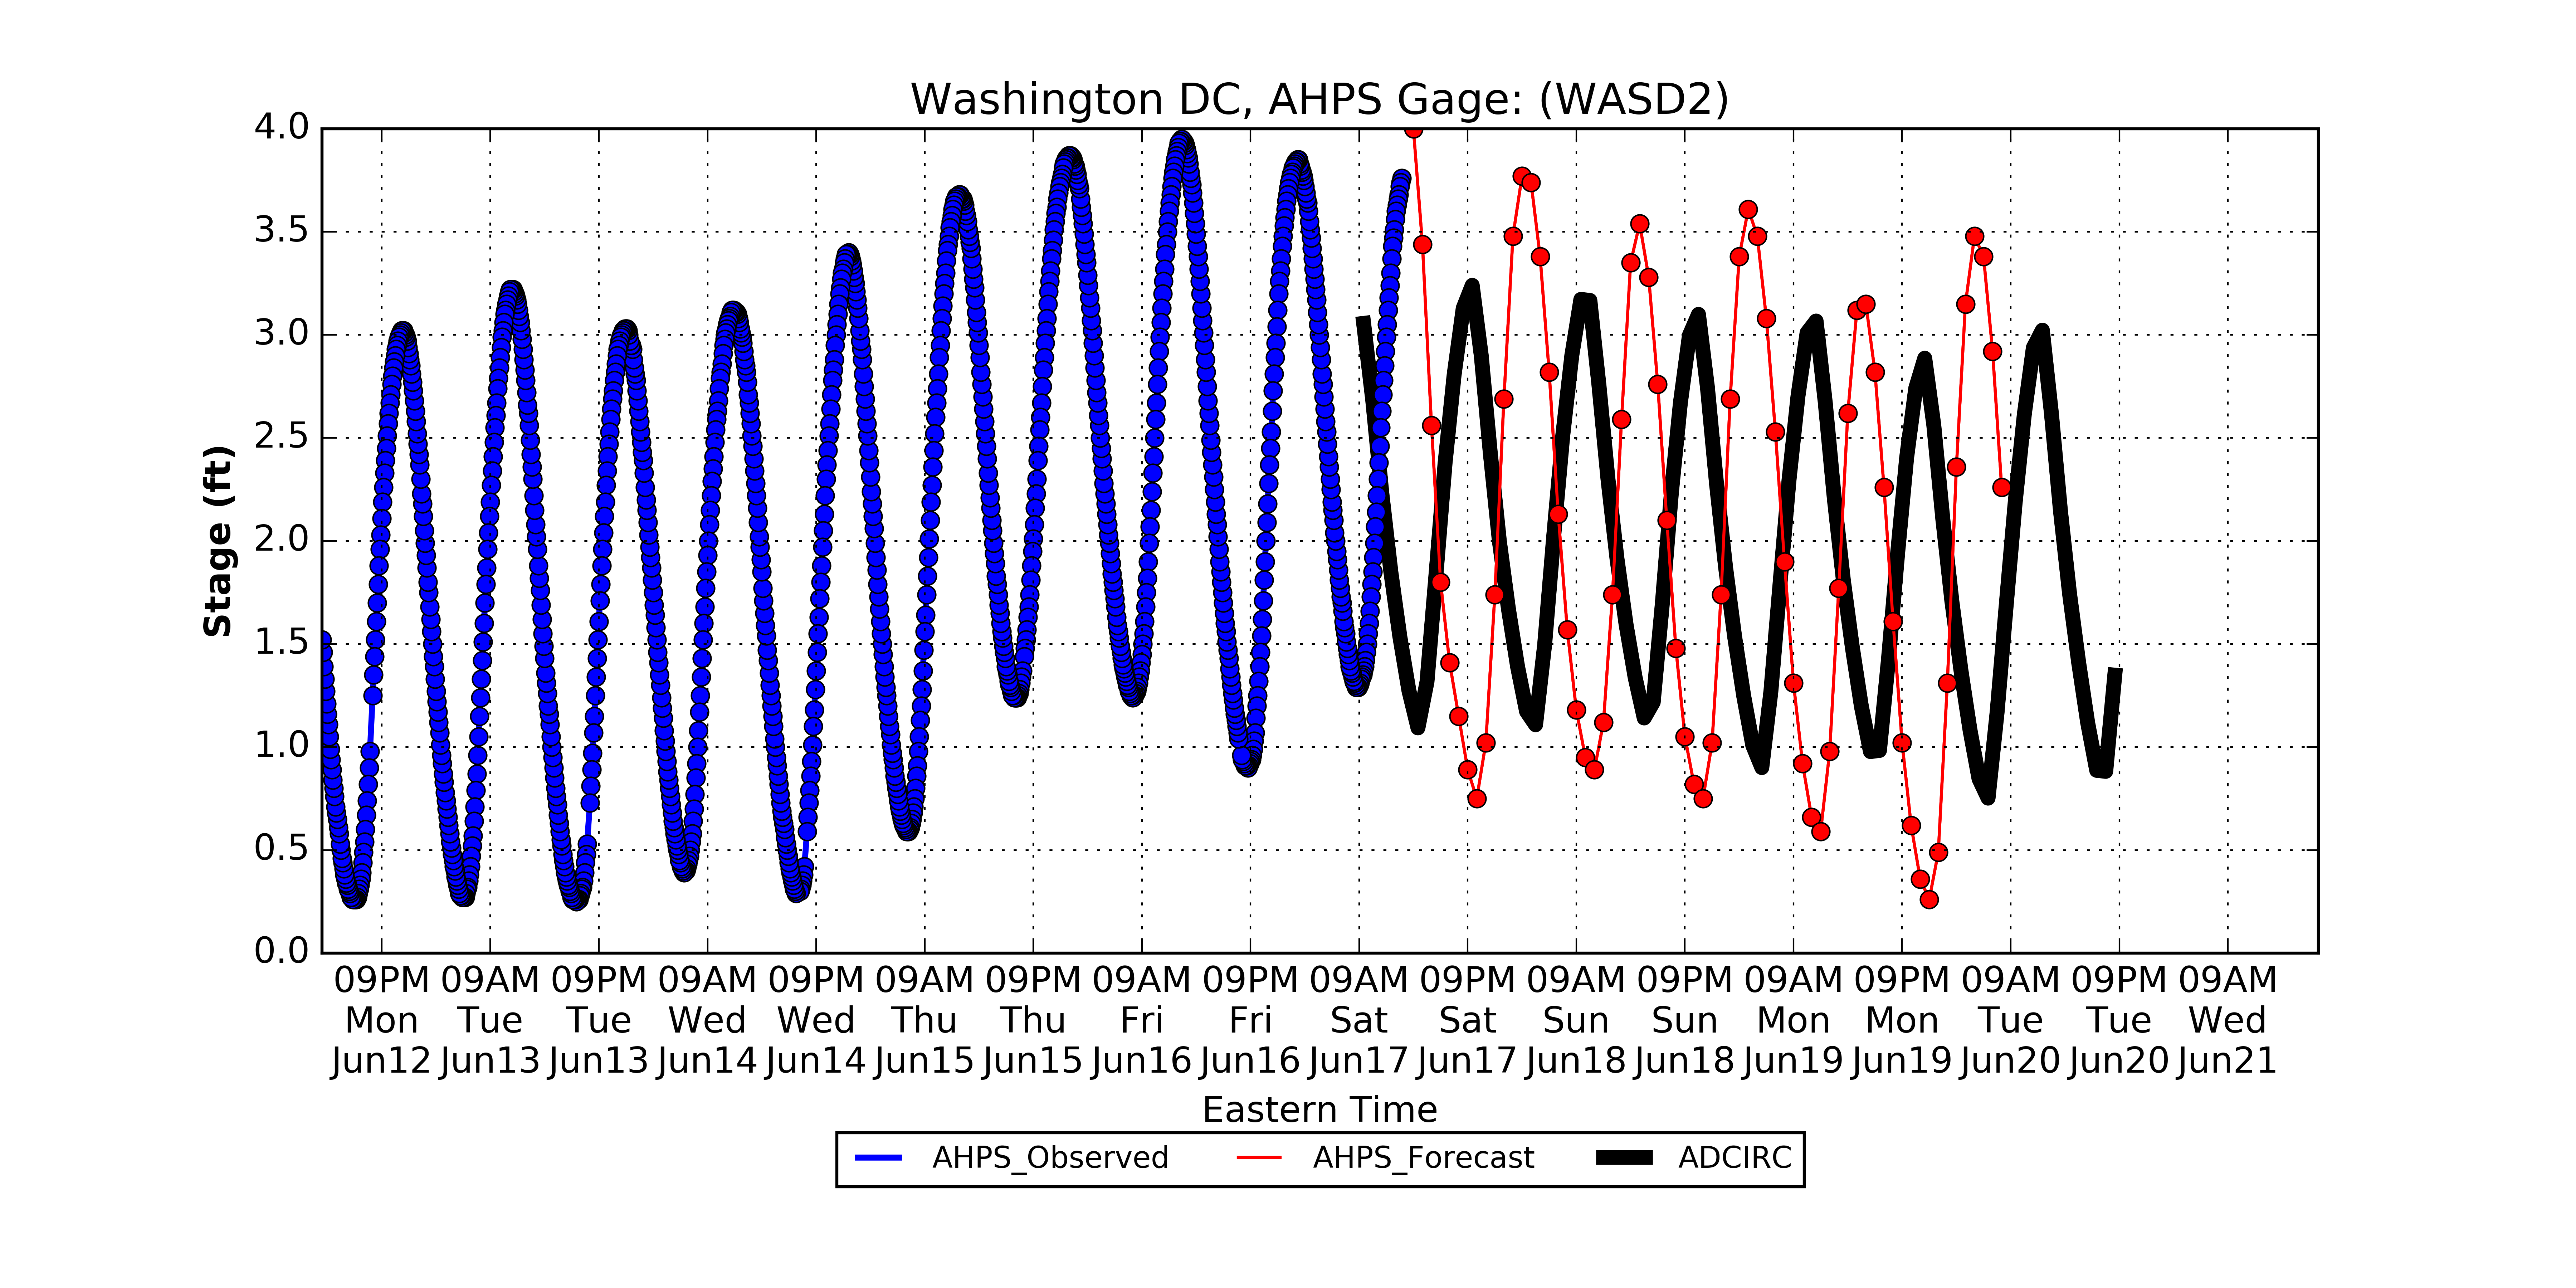 Washington DC, AHPS Gage: (WASD2)
Stage (ft)
4.0
3.5
3.0
2.5
2.0
1.5
1.0
0.5
0.0
09PM 09AM 09PM 09AM 09PM 09AM 09PM 09AM 09PM 09AM 09PM 09AM 09PM 09AM 09PM 09AM 09PM 09AM
Mon Tue Tue Wed Wed Thu Thu Fri Fri Sat Sat Sun Sun Mon Mon Tue Tue Wed
Jun12 Jun13 Jun13 Jun14 Jun14 Jun15 Jun15 Jun16 Jun16 Jun17 Jun17 Jun18 Jun18 Jun19 Jun19 Jun20 Jun20 Jun21
Eastern Time
AHPS_Observed AHPS_Forecast ADCIRC